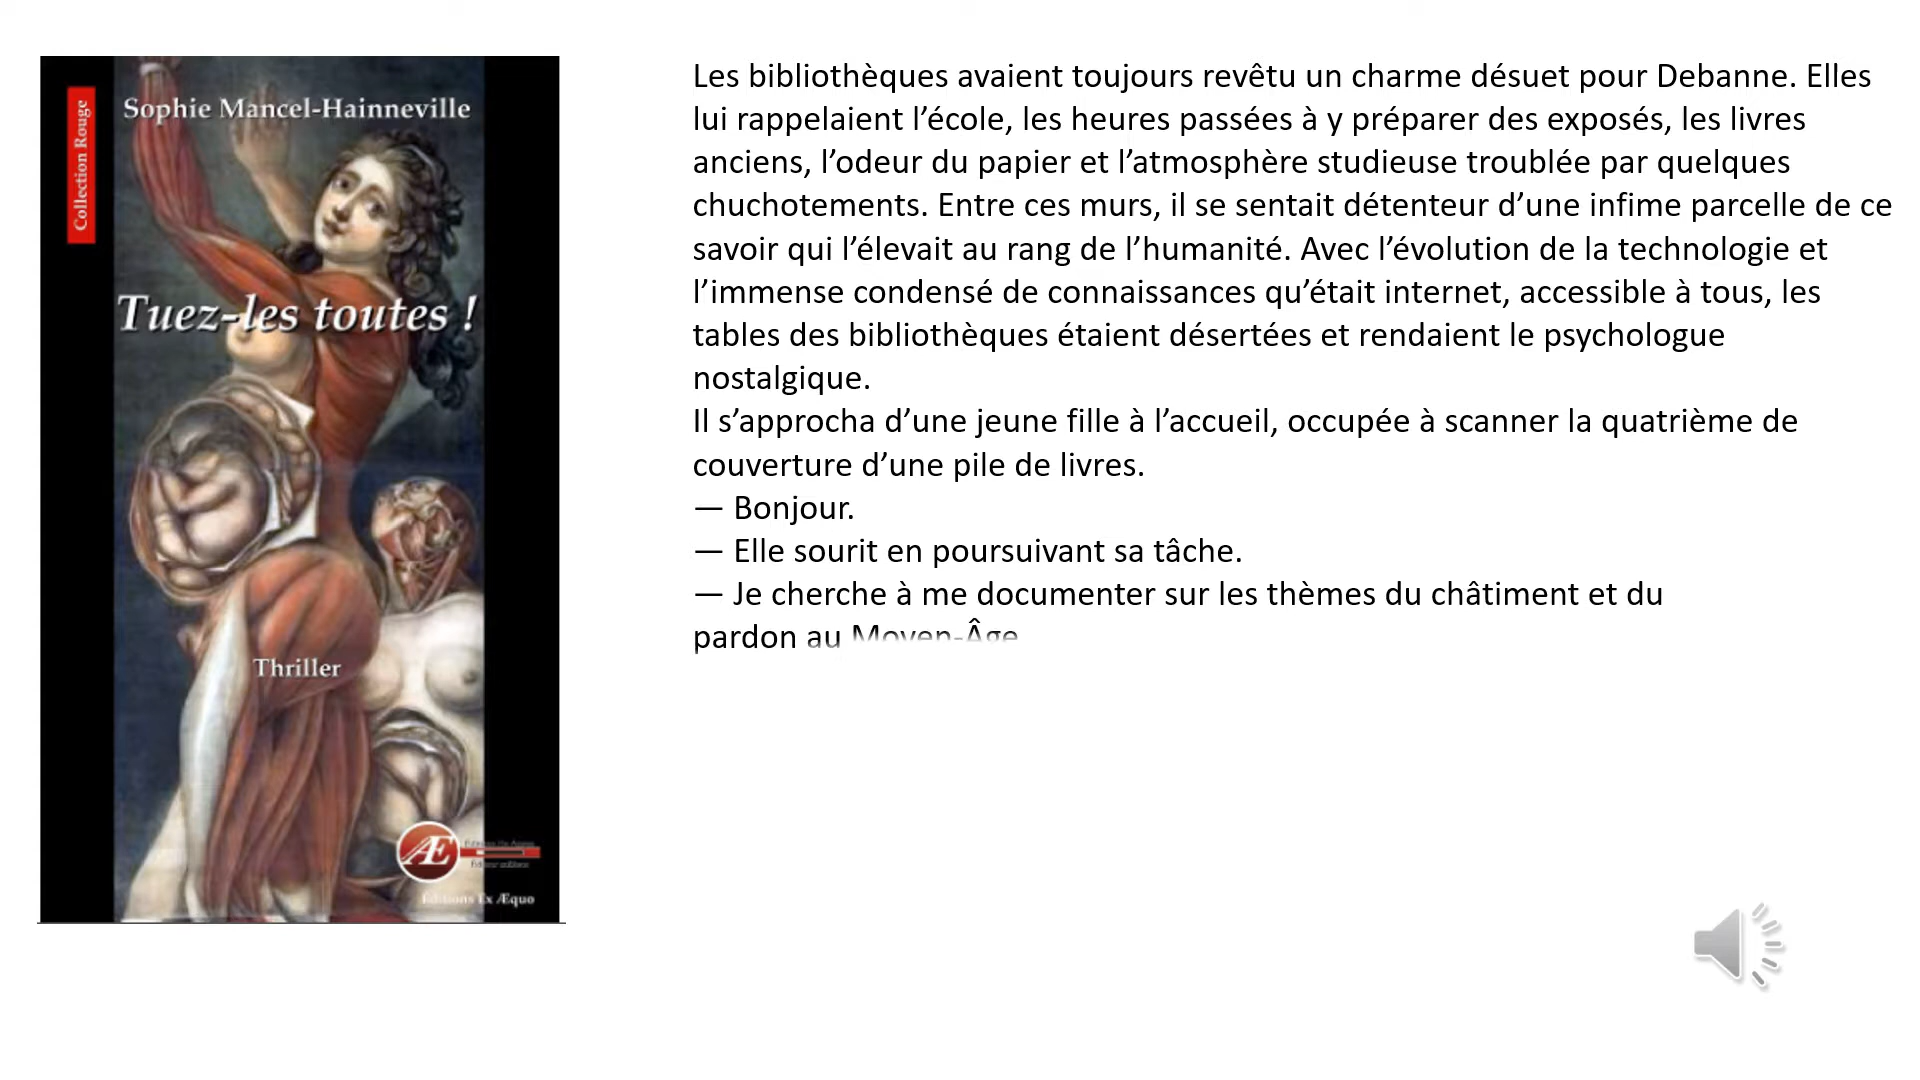 Sophie Mancel-Hainneville
Collection Rouge
Tuez-les toutes !
Thriller
Æ
Éditions Ex Æquo
Les bibliothèques avaient toujours revêtu un charme désuet pour Debanne. Elles
lui rappelaient l’école, les heures passées à y préparer des exposés, les livres
anciens, l’odeur du papier et l’atmosphère studieuse troublée par quelques
chuchotements. Entre ces murs, il se sentait détenteur d’une infime parcelle de ce
savoir qui l’élevait au rang de l’humanité. Avec l’évolution de la technologie et
l’immense condensé de connaissances qu’était internet, accessible à tous, les
tables des bibliothèques étaient désertées et rendaient le psychologue
nostalgique.
Il s’approcha d’une jeune fille à l’accueil, occupée à scanner la quatrième de
couverture d’une pile de livres.
— Bonjour.
— Elle sourit en poursuivant sa tâche.
— Je cherche à me documenter sur les thèmes du châtiment et du
pardon au Moyen-Âge